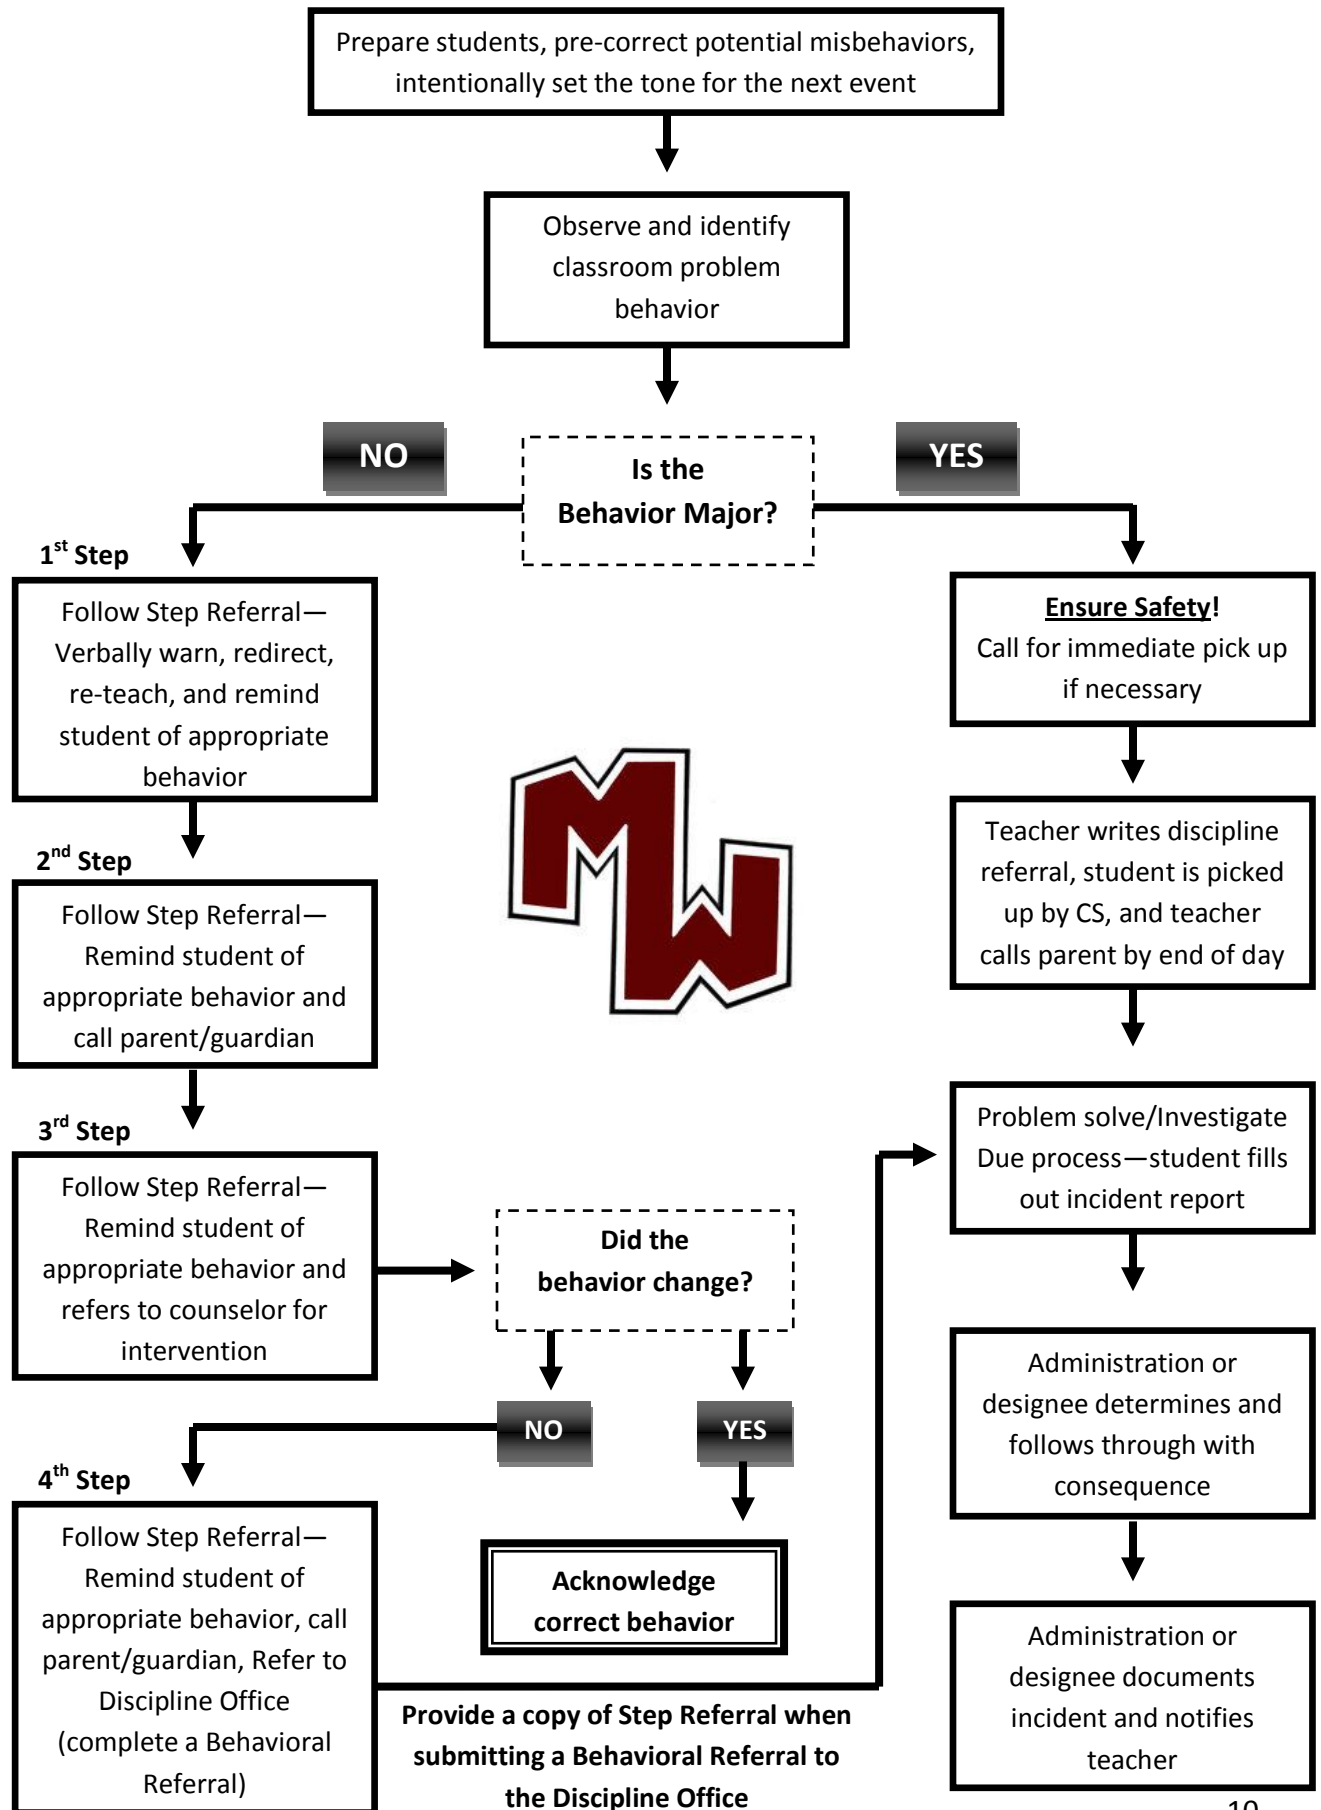 Prepare students, pre-correct potential misbehaviors,
intentionally set the tone for the next event
Observe and identify
classroom problem
behavior
NO
Is the
Behavior Major?
YES
1st Step
Follow Step Referral—
Verbally warn, redirect,
re-teach, and remind
student of appropriate
behavior
2nd Step
Follow Step Referral—
Remind student of
appropriate behavior and
call parent/guardian
3rd Step
Follow Step Referral—
Remind student of
appropriate behavior and
refers to counselor for
intervention
Did the
behavior change?
NO
YES
4th Step
Follow Step Referral—
Remind student of
appropriate behavior, call
parent/guardian, Refer to
Discipline Office
(complete a Behavioral
Referral)
Acknowledge
correct behavior
Provide a copy of Step Referral when
submitting a Behavioral Referral to
the Discipline Office
MW
Ensure Safety!
Call for immediate pick up
if necessary
Teacher writes discipline
referral, student is picked
up by CS, and teacher
calls parent by end of day
Problem solve/Investigate
Due process—student fills
out incident report
Administration or
designee determines and
follows through with
consequence
Administration or
designee documents
incident and notifies
teacher
10